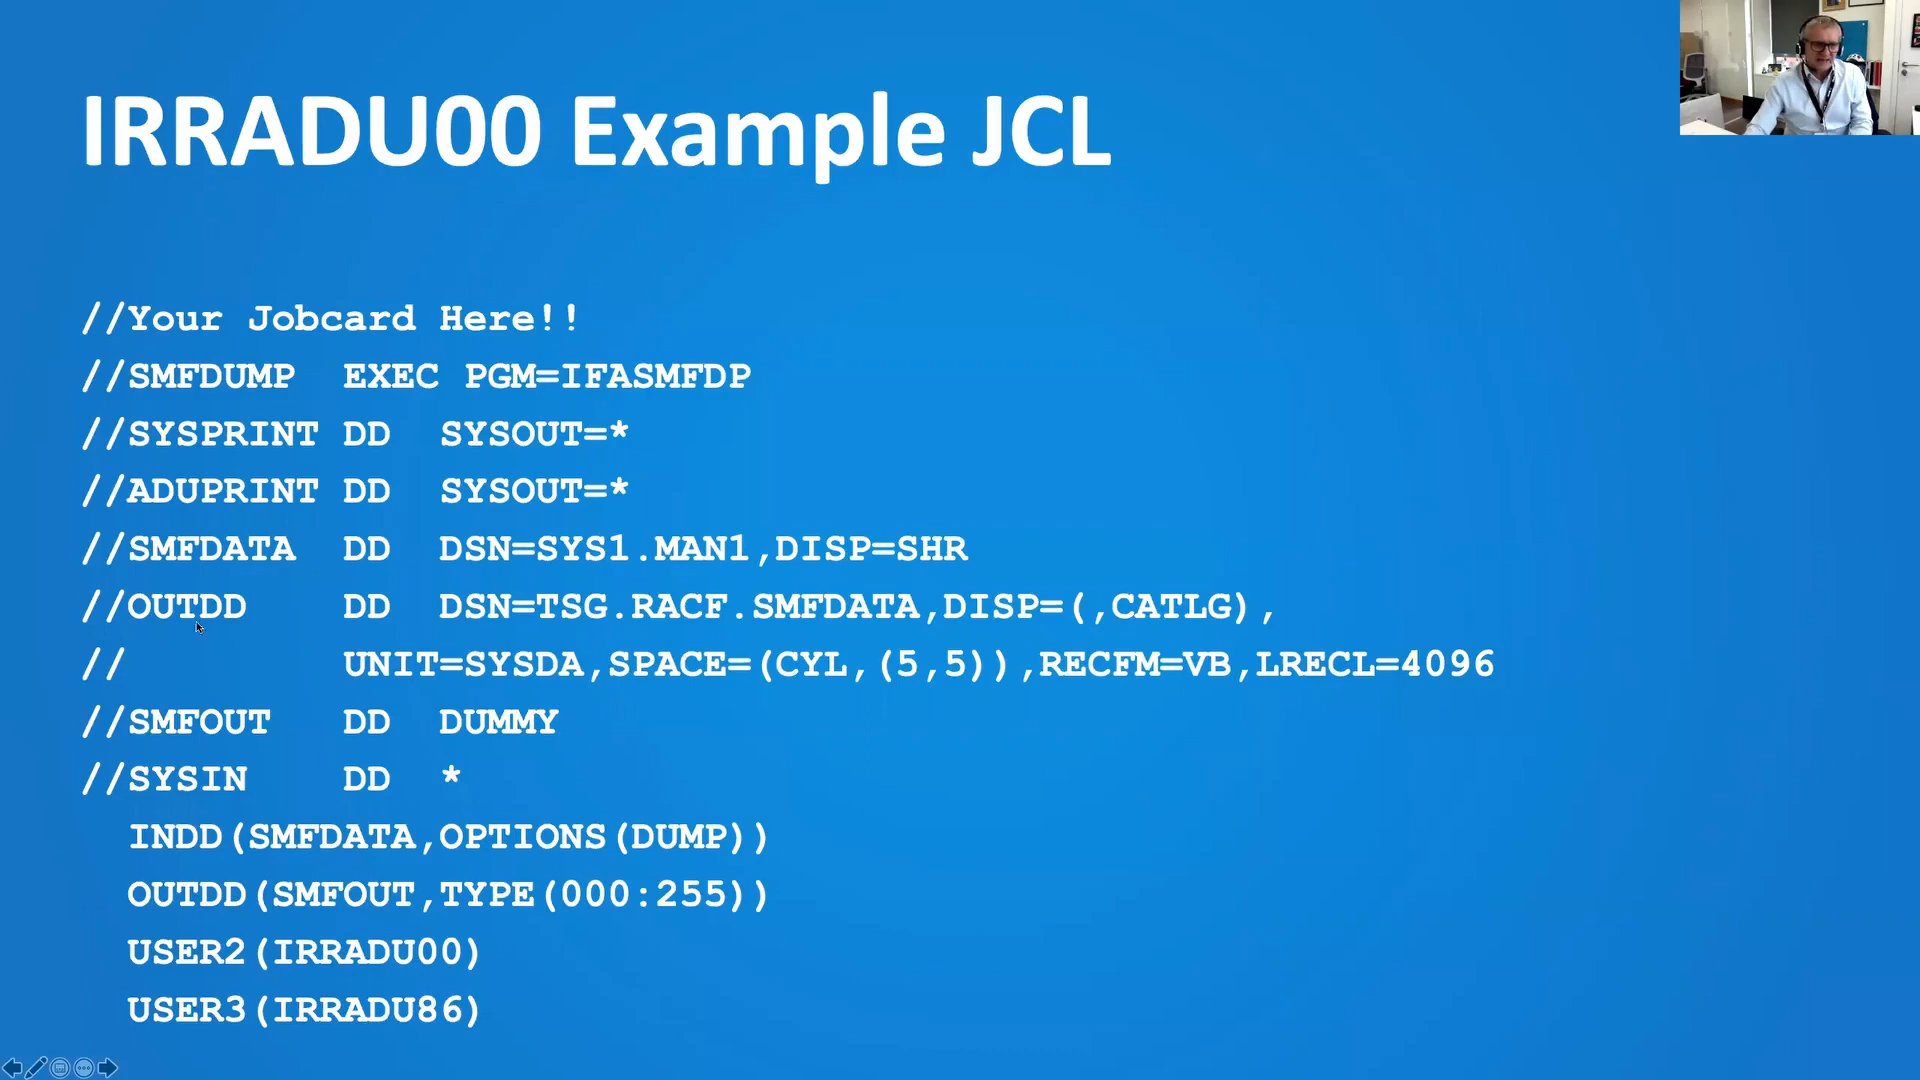 IRRADU00 Example JCL
//Your Jobcard Here!!
//SMFDUMP  EXEC PGM=IFASMFDP
//SYSPRINT DD  SYSOUT=*
//ADUPRINT DD  SYSOUT=*
//SMFDATA  DD  DSN=SYS1.MAN1,DISP=SHR
//OUTDD    DD  DSN=TSG.RACF.SMFDATA,DISP=(,CATLG),
//         UNIT=SYSDA,SPACE=(CYL,(5,5)),RECFM=VB,LRECL=4096
//SMFOUT   DD  DUMMY
//SYSIN    DD  *
  INDD(SMFDATA,OPTIONS(DUMP))
  OUTDD(SMFOUT,TYPE(000:255))
  USER2(IRRADU00)
  USER3(IRRADU86)